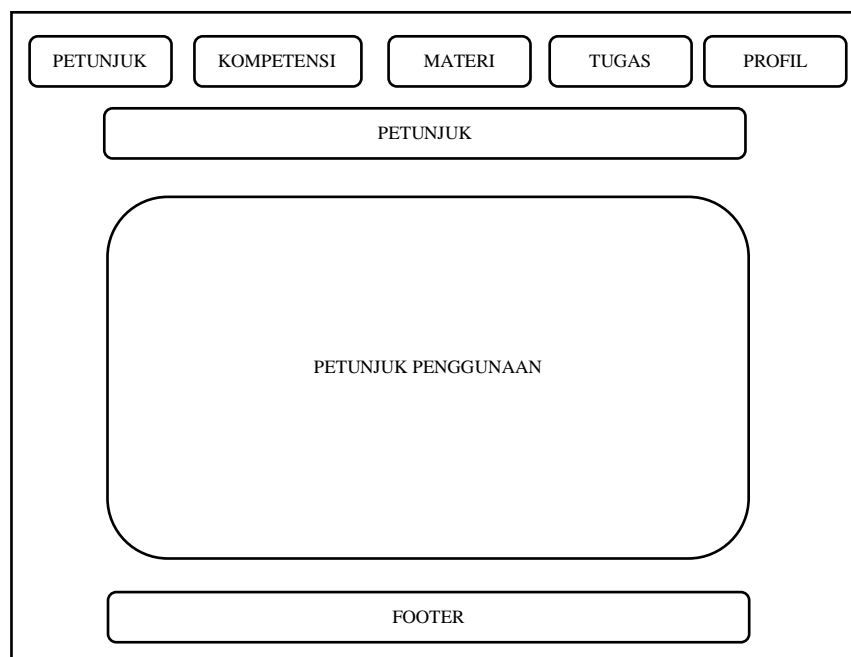 PETUNJUK KOMPETENSI MATERI TUGAS PROFIL
PETUNJUK
PETUNJUK PENGGUNAAN
FOOTER